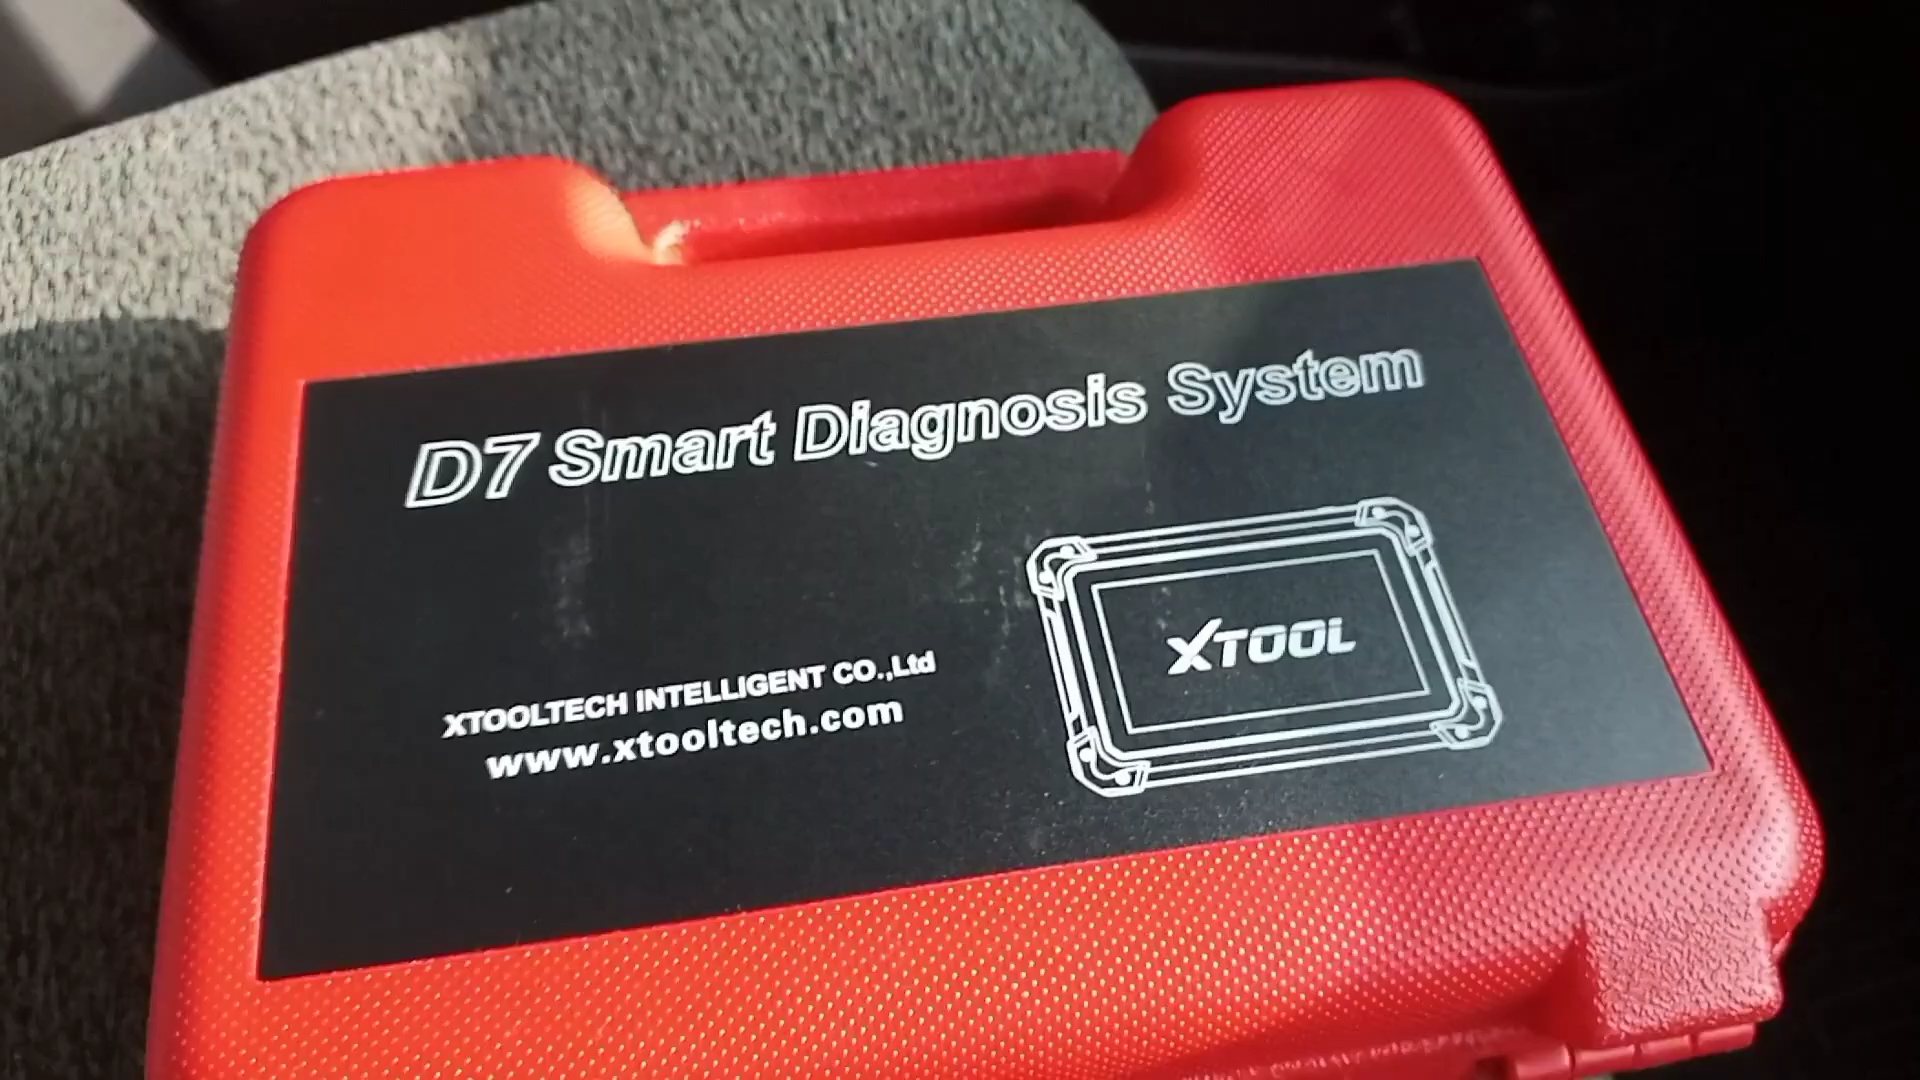 D7 Smart Diagnosis System
XTOOLTECH INTELLIGENT CO.,Ltd
www.xtooltech.com
XTOOL